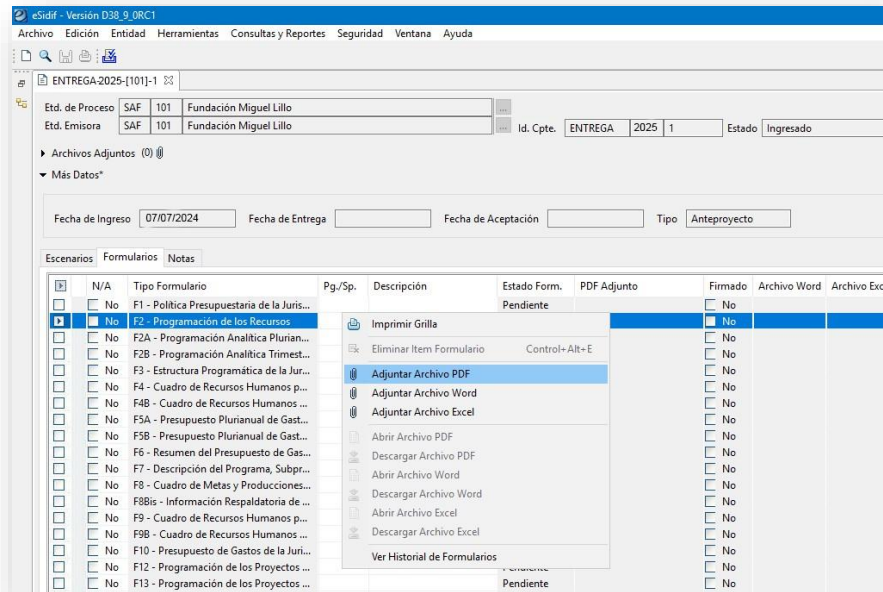 eSidif - Versión D38_9_0RC1
Archivo Edición Entidad Herramientas Consultas y Reportes Seguridad Ventana Ayuda
ENTREGA-2025-[101]-1
Etd. de Proceso SAF 101 Fundación Miguel Lillo ...
Etd. Emisora SAF 101 Fundación Miguel Lillo ... Id. Cpte. ENTREGA 2025 1 Estado Ingresado
Archivos Adjuntos (0)
Más Datos*
Fecha de Ingreso 07/07/2024 Fecha de Entrega Fecha de Aceptación Tipo Anteproyecto
Escenarios Formularios Notas
N/A Tipo Formulario Pg./Sp. Descripción Estado Form. PDF Adjunto Firmado Archivo Word Archivo Exc
No F1 - Política Presupuestaria de la Juris... Pendiente No
No F2 - Programación de los Recursos No
No F2A - Programación Analítica Plurian... No
No F2B - Programación Analítica Trimest... No
No F3 - Estructura Programática de la Jur... No
No F4 - Cuadro de Recursos Humanos p... No
No F4B - Cuadro de Recursos Humanos ... No
No F5A - Presupuesto Plurianual de Gast... No
No F5B - Presupuesto Plurianual de Gast... No
No F6 - Resumen del Presupuesto de Gas... No
No F7 - Descripción del Programa, Subpr... No
No F8 - Cuadro de Metas y Producciones... No
No F8Bis - Información Respaldatoria de ... No
No F9 - Cuadro de Recursos Humanos p... No
No F9B - Cuadro de Recursos Humanos ... No
No F10 - Presupuesto de Gastos de la Juri... No
No F12 - Programación de los Proyectos ... Pendiente No
No F13 - Programación de los Proyectos ... Pendiente No
Imprimir Grilla
Eliminar Item Formulario Control+Alt+E
Adjuntar Archivo PDF
Adjuntar Archivo Word
Adjuntar Archivo Excel
Abrir Archivo PDF
Descargar Archivo PDF
Abrir Archivo Word
Descargar Archivo Word
Abrir Archivo Excel
Descargar Archivo Excel
Ver Historial de Formularios